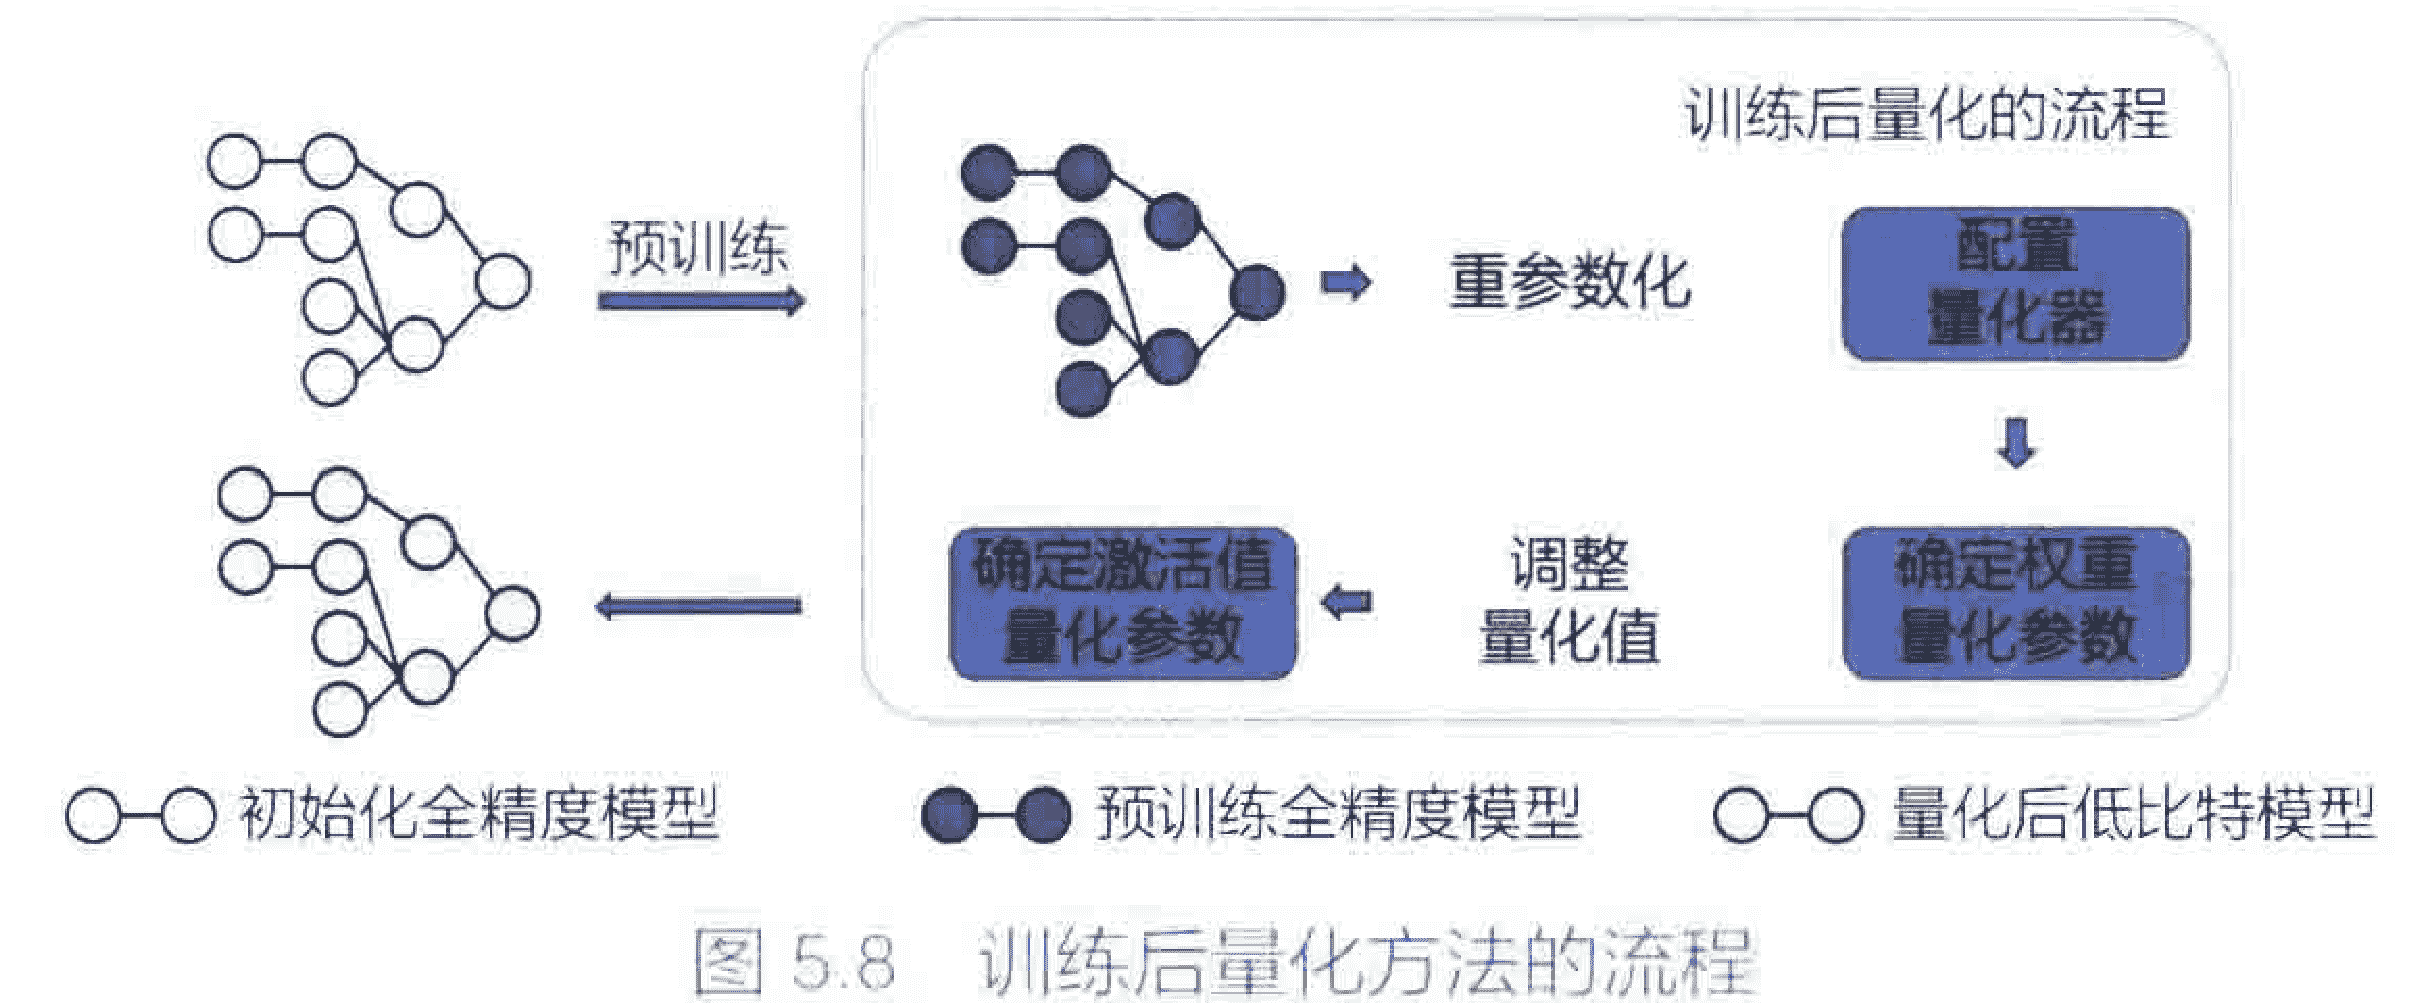 训练后量化的流程
预训练
重参数化
配置
量化器
确定激活值
量化参数
调整
量化值
确定权重
量化参数
初始化全精度模型
预训练全精度模型
量化后低比特模型
图 5.8 训练后量化方法的流程